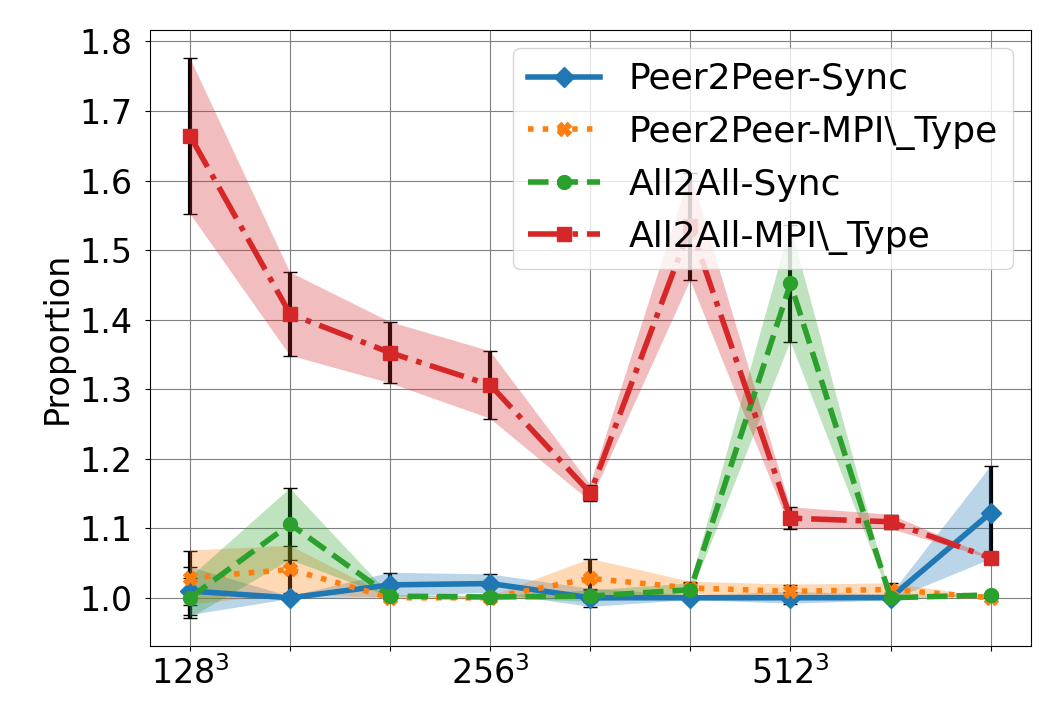 1.8
1.7
1.6
1.5
1.4
1.3
1.2
1.1
1.0
Proportion
Peer2Peer-Sync
Peer2Peer-MPI\_Type
All2All-Sync
All2All-MPI\_Type
128³ 256³ 512³